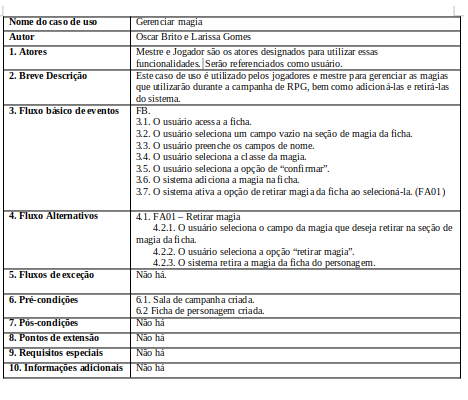 Nome do caso de uso Gerenciar magia
Autor Oscar Brito e Larissa Gomes
1. Atores Mestre e Jogador são os atores designados para utilizar essas
funcionalidades. Serão referenciados como usuário.
2. Breve Descrição Este caso de uso é utilizado pelos jogadores e mestre para gerenciar as magias
que utilizarão durante a campanha de RPG, bem como adicioná-las e retirá-las
do sistema.
3. Fluxo básico de eventos FB.
3.1. O usuário acessa a ficha.
3.2. O usuário seleciona um campo vazio na seção de magia da ficha.
3.3. O usuário preenche os campos de nome.
3.4. O usuário seleciona a classe da magia.
3.5. O usuário seleciona a opção de “confirmar”.
3.6. O sistema adiciona a magia na ficha.
3.7. O sistema ativa a opção de retirar magia da ficha ao selecioná-la. (FA01)
4. Fluxo Alternativos 4.1. FA01 – Retirar magia
4.2.1. O usuário seleciona o campo da magia que deseja retirar na seção de
magia da ficha.
4.2.2. O usuário seleciona a opção “retirar magia”.
4.2.3. O sistema retira a magia da ficha do personagem.
5. Fluxos de exceção Não há.
6. Pré-condições 6.1. Sala de campanha criada.
6.2 Ficha de personagem criada.
7. Pós-condições Não há
8. Pontos de extensão Não há
9. Requisitos especiais Não há
10. Informações adicionais Não há